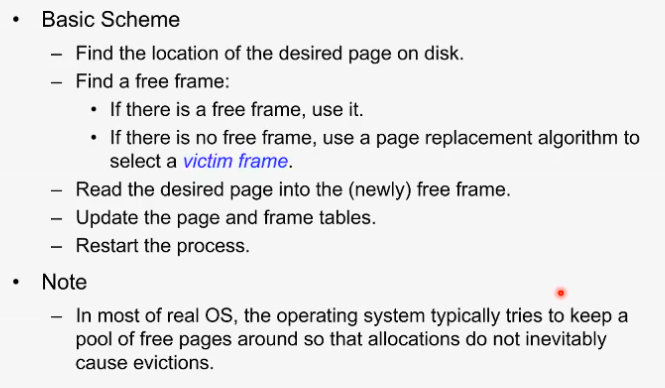 • Basic Scheme
– Find the location of the desired page on disk.
– Find a free frame:
• If there is a free frame, use it.
• If there is no free frame, use a page replacement algorithm to
select a victim frame.
– Read the desired page into the (newly) free frame.
– Update the page and frame tables.
– Restart the process.
• Note
– In most of real OS, the operating system typically tries to keep a
pool of free pages around so that allocations do not inevitably
cause evictions.